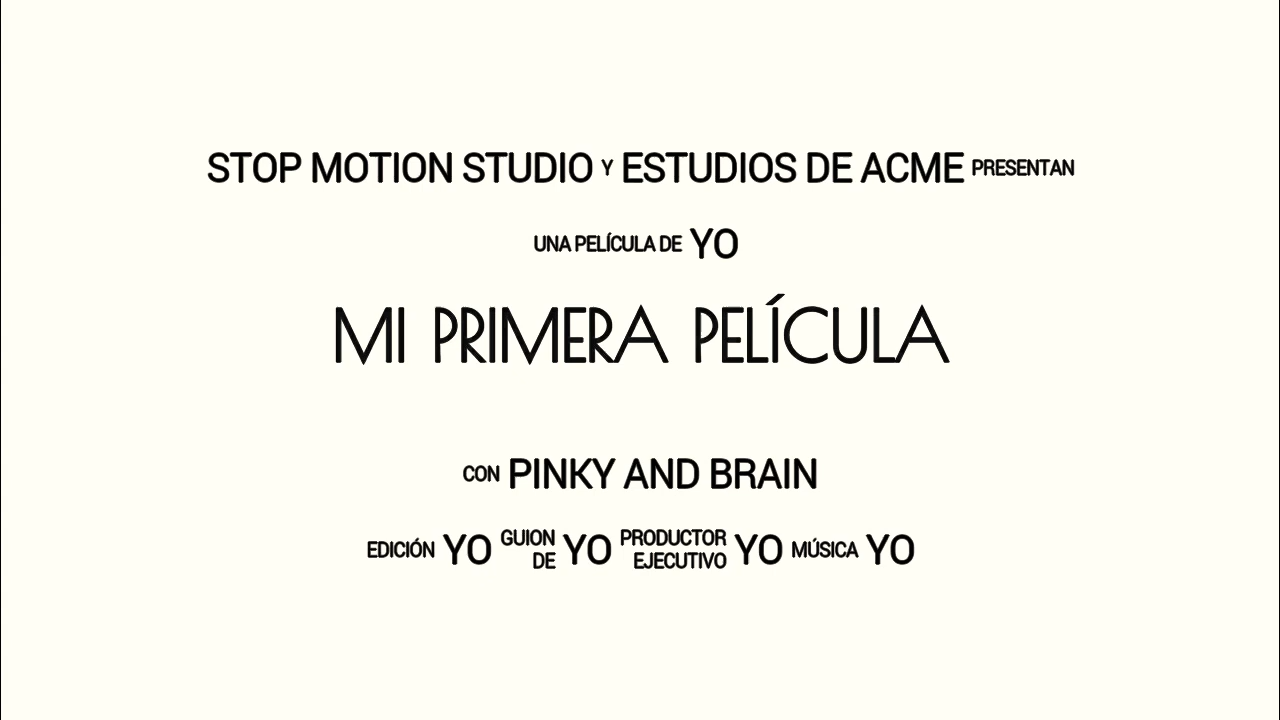 STOP MOTION STUDIO Y ESTUDIOS DE ACME PRESENTAN
UNA PELÍCULA DE YO
MI PRIMERA PELÍCULA
CON PINKY AND BRAIN
EDICIÓN YO GUION DE YO PRODUCTOR EJECUTIVO YO MÚSICA YO